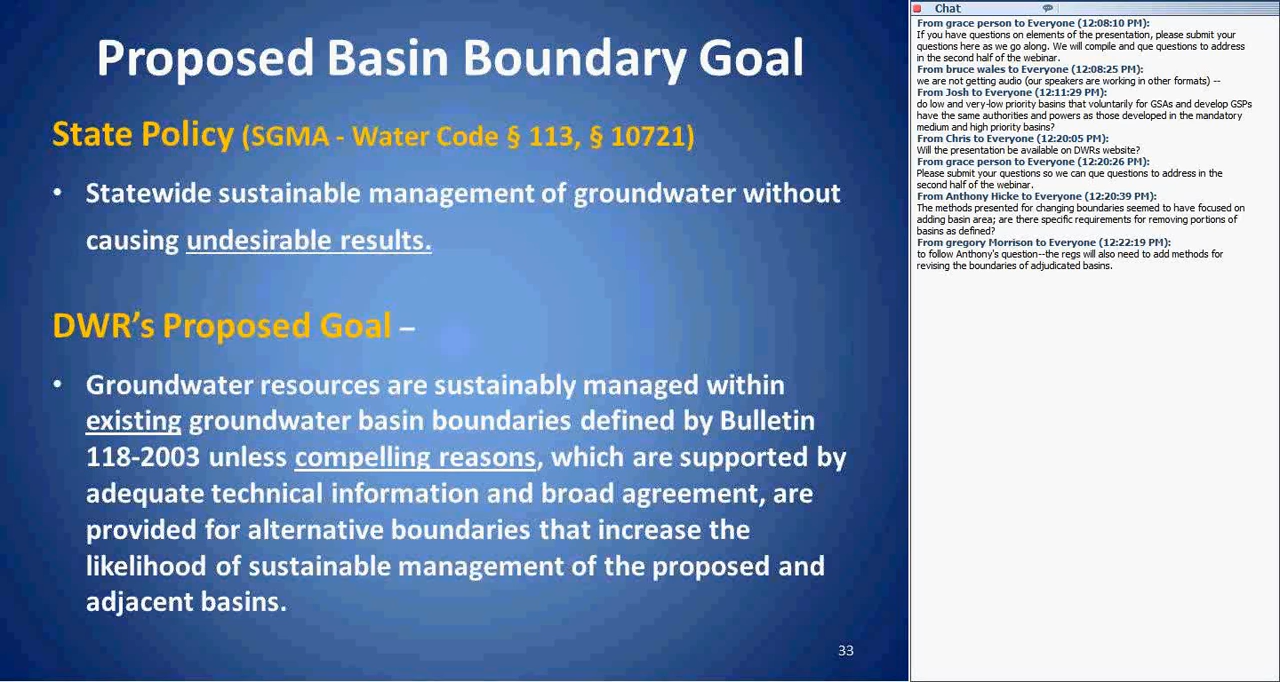 Proposed Basin Boundary Goal
State Policy (SGMA - Water Code § 113, § 10721)
• Statewide sustainable management of groundwater without
causing undesirable results.
DWR's Proposed Goal –
• Groundwater resources are sustainably managed within
existing groundwater basin boundaries defined by Bulletin
118-2003 unless compelling reasons, which are supported by
adequate technical information and broad agreement, are
provided for alternative boundaries that increase the
likelihood of sustainable management of the proposed and
adjacent basins.
33
Chat
From grace person to Everyone (12:08:10 PM):
If you have questions on elements of the presentation, please submit your
questions here as we go along. We will compile and que questions to address
in the second half of the webinar.
From bruce wales to Everyone (12:08:25 PM):
we are not getting audio (our speakers are working in other formats) --
From Josh to Everyone (12:11:29 PM):
do low and very-low priority basins that voluntarily for GSAs and develop GSPs
have the same authorities and powers as those developed in the mandatory
medium and high priority basins?
From Chris to Everyone (12:20:05 PM):
Will the presentation be available on DWRs website?
From grace person to Everyone (12:20:26 PM):
Please submit your questions so we can que questions to address in the
second half of the webinar.
From Anthony Hicke to Everyone (12:20:39 PM):
The methods presented for changing boundaries seemed to have focused on
adding basin area; are there specific requirements for removing portions of
basins as defined?
From gregory Morrison to Everyone (12:22:19 PM):
to follow Anthony's question--the regs will also need to add methods for
revising the boundaries of adjudicated basins.